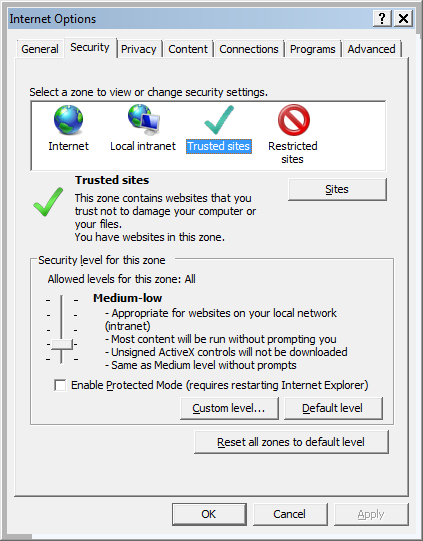 Internet Options
?
General Security Privacy Content Connections Programs Advanced
Select a zone to view or change security settings.
Internet Local intranet Trusted sites Restricted
sites
Trusted sites
Sites
This zone contains websites that you
trust not to damage your computer or
your files.
You have websites in this zone.
Security level for this zone
Allowed levels for this zone: All
Medium-low
- Appropriate for websites on your local network
(intranet)
- Most content will be run without prompting you
- Unsigned ActiveX controls will not be downloaded
- Same as Medium level without prompts
Enable Protected Mode (requires restarting Internet Explorer)
Custom level... Default level
Reset all zones to default level
OK Cancel Apply